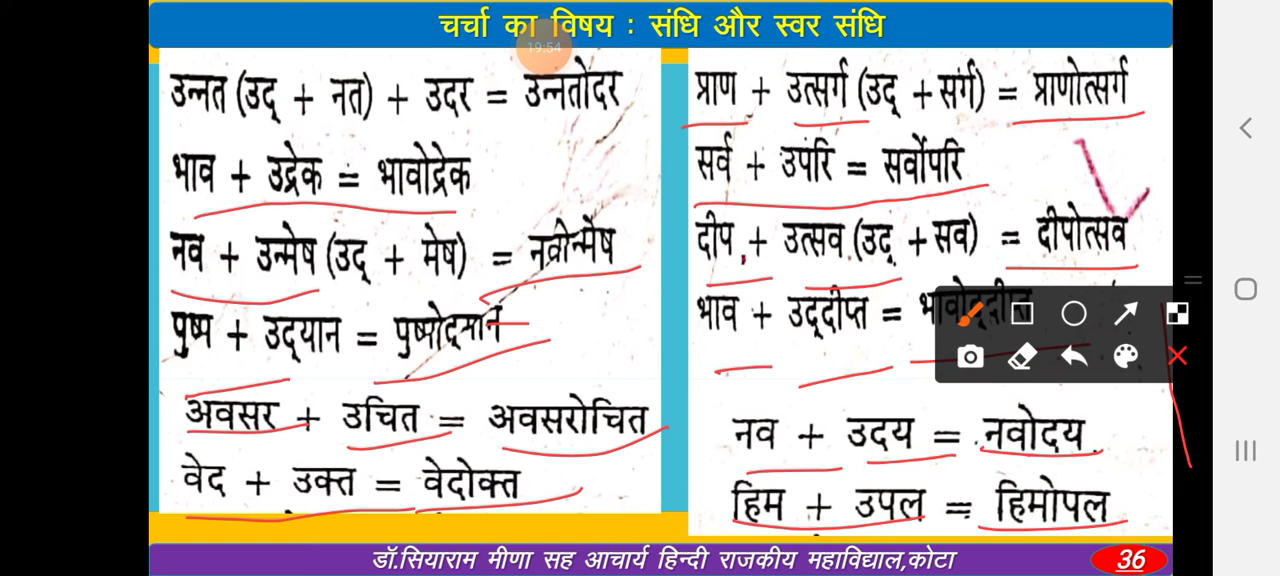 चर्चा का विषय : संधि और स्वर संधि
19:54
उन्नत (उद् + नत) + उदर = उन्नतोदर
भाव + उद्रेक = भावोद्रेक
नव + उन्मेष (उद् + मेष) = नवोन्मेष
पुष्प + उद्‌यान = पुष्पोद्‌यान
अवसर + उचित = अवसरोचित
वेद + उक्त = वेदोक्त
प्राण + उत्सर्ग (उद् + सर्ग) = प्राणोत्सर्ग
सर्व + उपरि = सर्वोपरि
दीप + उत्सव (उद् + सव) = दीपोत्सव
भाव + उद्‌दीप्त = भावोद्‌दीप्त
नव + उदय = नवोदय
हिम + उपल = हिमोपल
डॉ.सियाराम मीणा सह आचार्य हिन्दी राजकीय महाविद्याल,कोटा
36